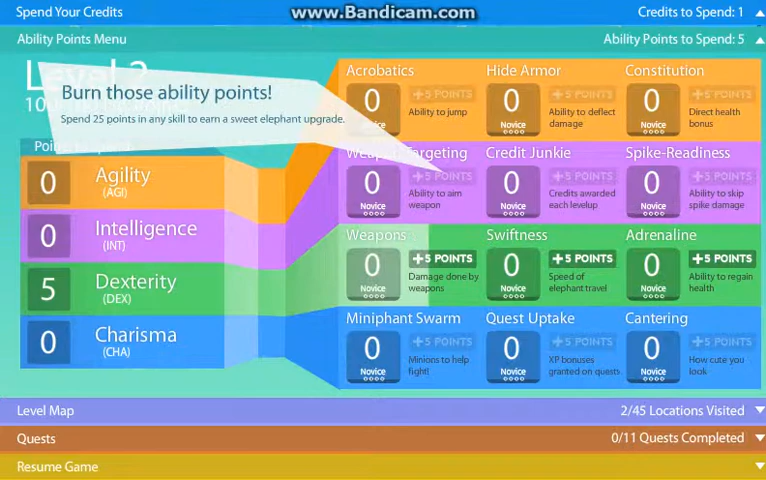 Spend Your Credits
www.Bandicam.com
Credits to Spend: 1
Ability Points Menu
Ability Points to Spend: 5
Burn those ability points!
Spend 25 points in any skill to earn a sweet elephant upgrade.
0 Agility
(AGI)
0 Intelligence
(INT)
5 Dexterity
(DEX)
0 Charisma
(CHA)
Acrobatics
0
Novice
+5 POINTS
Ability to jump
Hide Armor
0
Novice
+5 POINTS
Ability to deflect
damage
Constitution
0
Novice
+5 POINTS
Direct health
bonus
Targeting
0
Novice
+5 POINTS
Ability to aim
weapon
Credit Junkie
0
Novice
+5 POINTS
Credits awarded
each levelup
Spike-Readiness
0
Novice
+5 POINTS
Ability to skip
spike damage
Weapons
0
Novice
+5 POINTS
Damage done by
weapons
Swiftness
0
Novice
+5 POINTS
Speed of
elephant travel
Adrenaline
0
Novice
+5 POINTS
Ability to regain
health
Miniphant Swarm
0
Novice
+5 POINTS
Minions to help
fight!
Quest Uptake
0
Novice
+5 POINTS
XP bonuses
granted on quests
Cantering
0
Novice
+5 POINTS
How cute you
look
Level Map
2/45 Locations Visited
Quests
0/11 Quests Completed
Resume Game